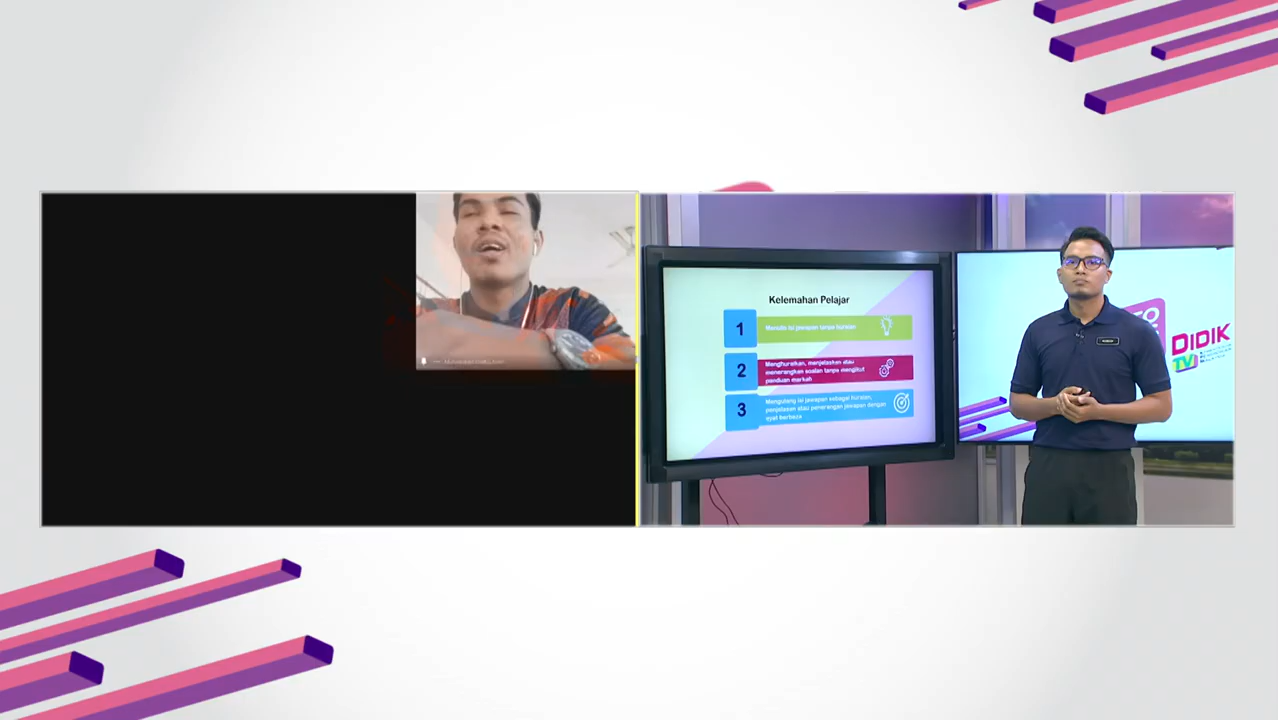 Kelemahan Pelajar
1
Menulis isi jawapan tanpa huraian
2
Menghuraikan, menjelaskan atau
menerangkan soalan tanpa mengikut
panduan markah
3
Mengulang isi jawapan sebagai huraian,
penjelasan atau penerangan jawapan dengan
ayat berbeza
DIDIK
TV